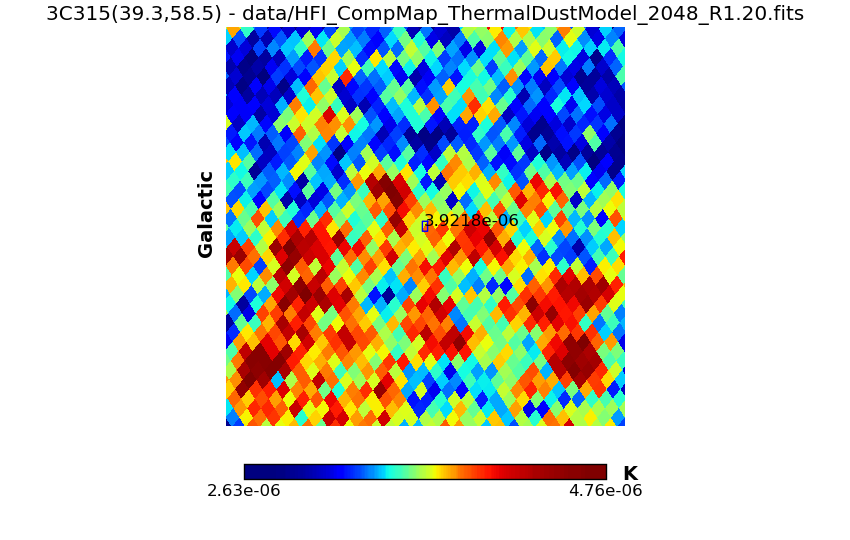 3C315(39.3,58.5) - data/HFI_CompMap_ThermalDustModel_2048_R1.20.fits
Galactic
3.9218e-06
K
2.63e-06
4.76e-06